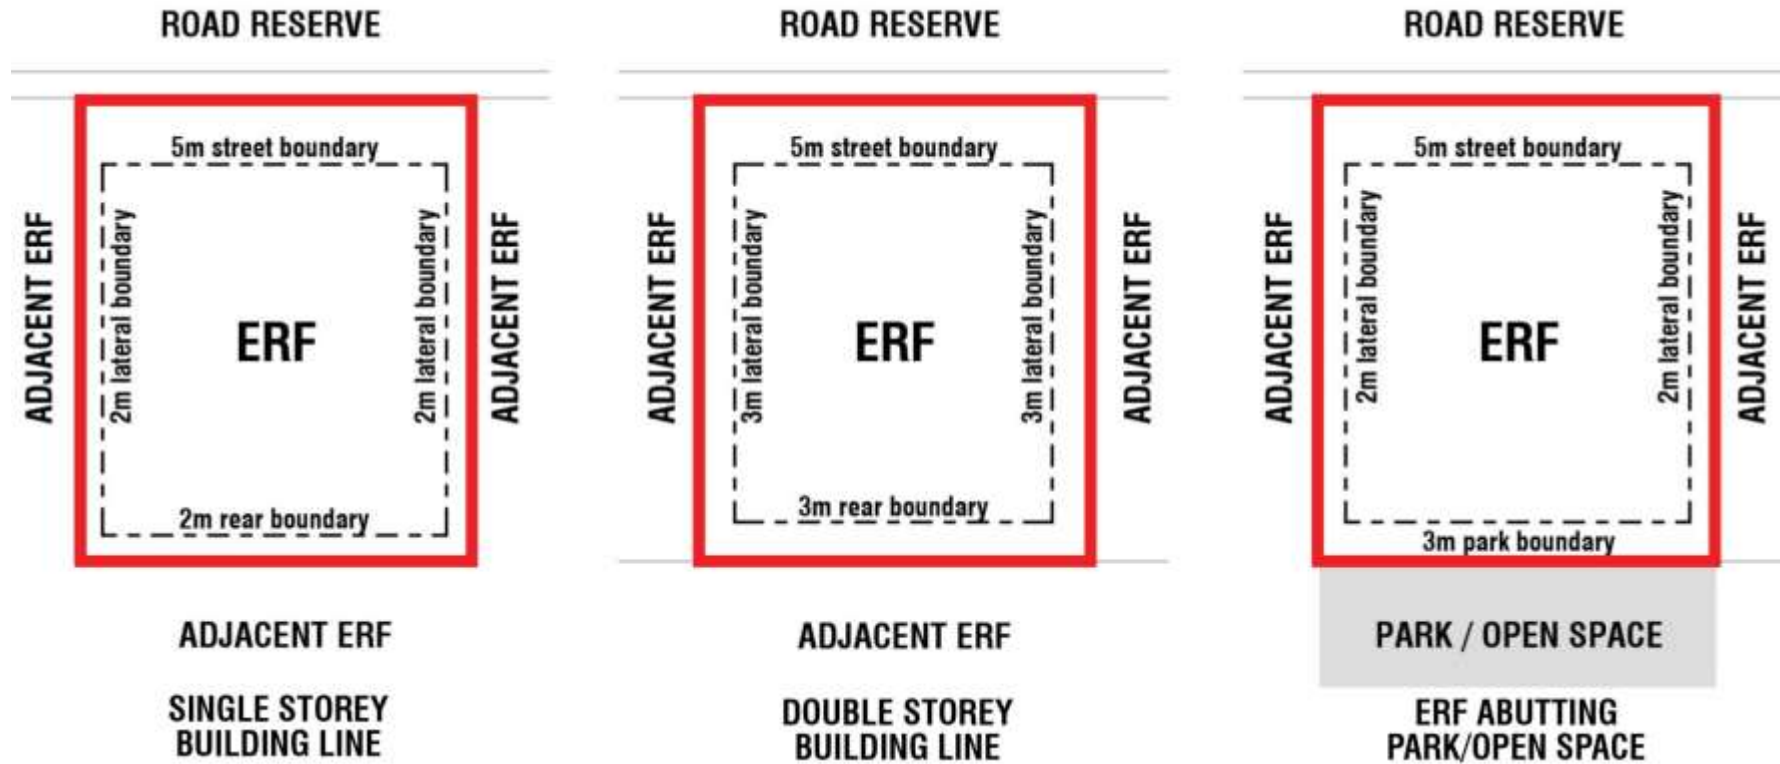 ROAD RESERVE
5m street boundary
ADJACENT ERF
2m lateral boundary
ERF
2m lateral boundary
ADJACENT ERF
2m rear boundary
ADJACENT ERF
SINGLE STOREY
BUILDING LINE
ROAD RESERVE
5m street boundary
ADJACENT ERF
3m lateral boundary
ERF
3m lateral boundary
ADJACENT ERF
3m rear boundary
ADJACENT ERF
DOUBLE STOREY
BUILDING LINE
ROAD RESERVE
5m street boundary
ADJACENT ERF
2m lateral boundary
ERF
2m lateral boundary
ADJACENT ERF
3m park boundary
PARK / OPEN SPACE
ERF ABUTTING
PARK/OPEN SPACE